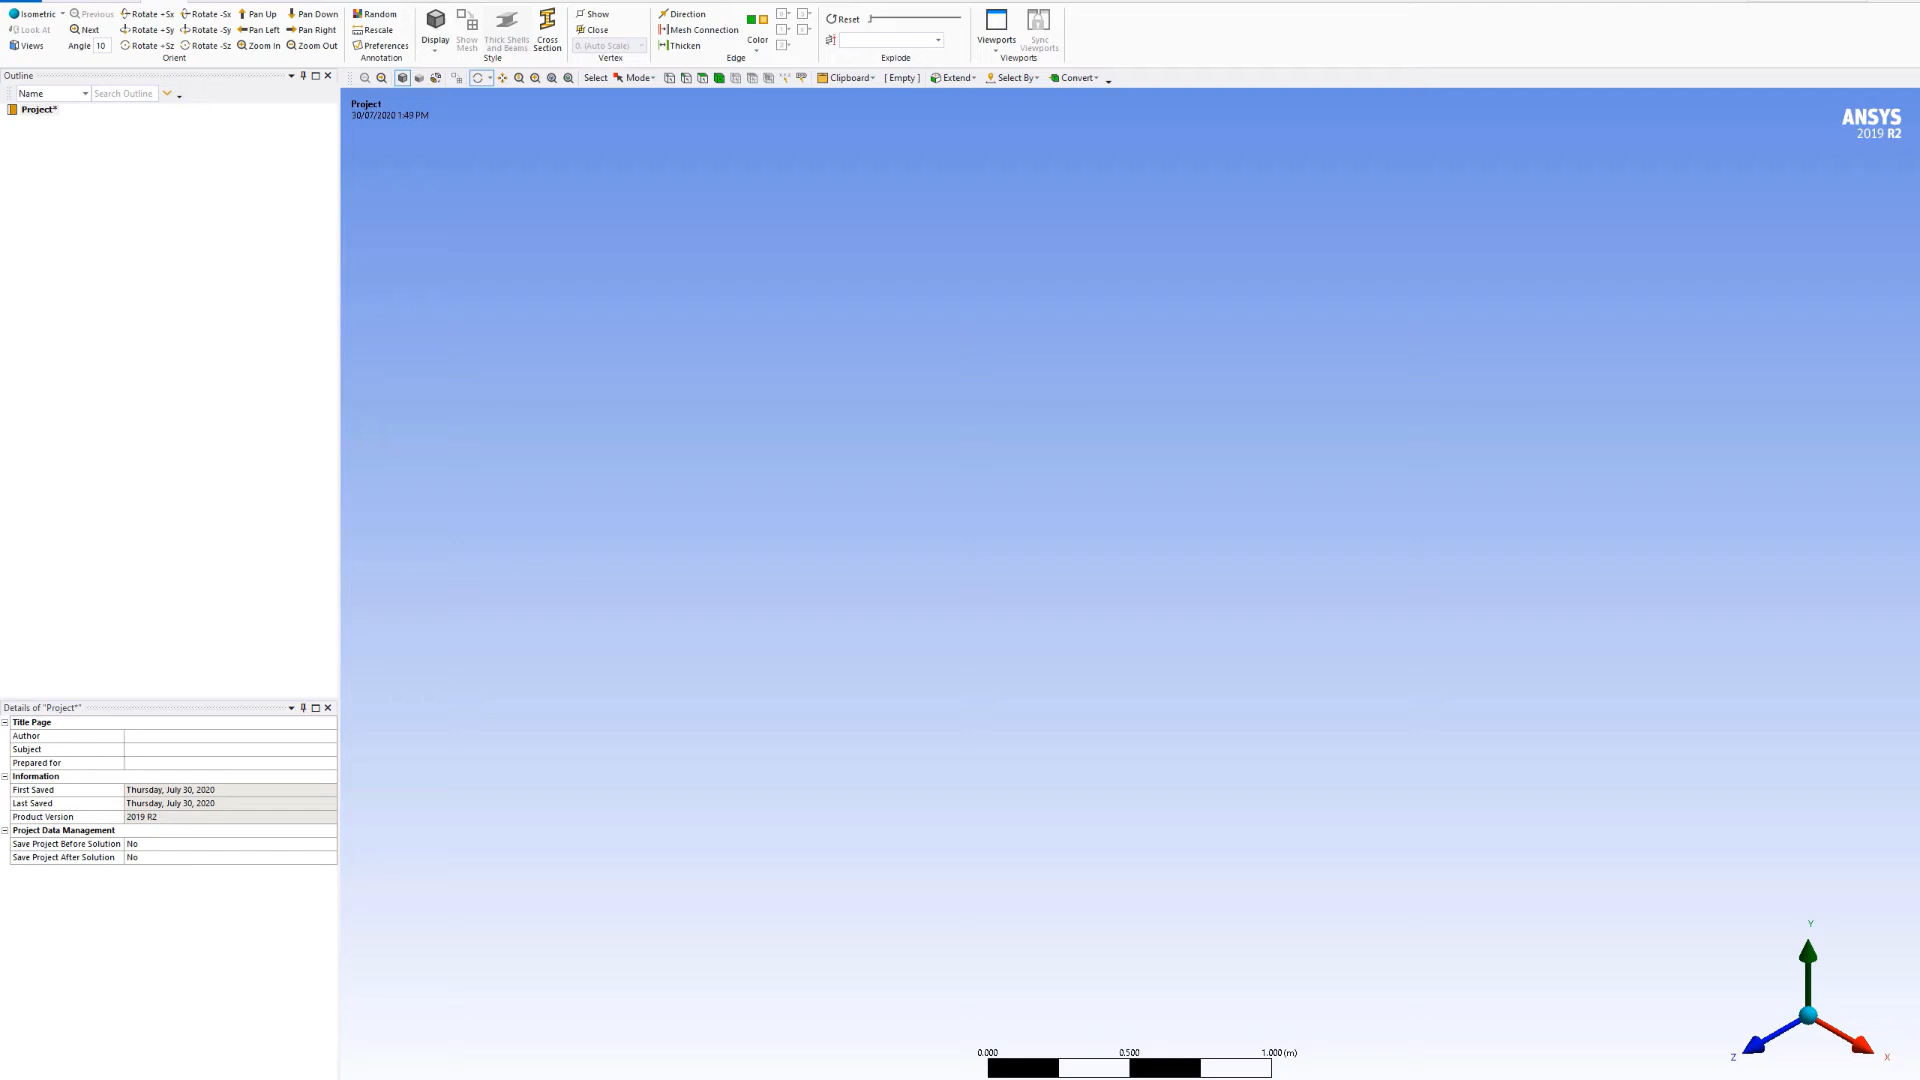 Isometric Previous Rotate +Sx Rotate -Sx Pan Up Pan Down Random Show Direction Reset
Look At Next Rotate +Sy Rotate -Sy Pan Left Pan Right Rescale Close Mesh Connection
Views Angle 10 Rotate +Sz Rotate -Sz Zoom In Zoom Out Preferences 0. (Auto Scale) Thicken
Display Show Mesh Thick Shells and Beams Cross Section Color Viewports Sync Viewports
Orient Annotation Style Vertex Edge Explode Viewports
Outline
Select Mode Clipboard [ Empty ] Extend Select By Convert
Name Search Outline
Project*
Project
30/07/2020 1:49 PM
ANSYS
2019 R2
Details of "Project*"
Title Page
Author
Subject
Prepared for
Information
First Saved Thursday, July 30, 2020
Last Saved Thursday, July 30, 2020
Product Version 2019 R2
Project Data Management
Save Project Before Solution No
Save Project After Solution No
Y
Z
X
0.000 0.500 1.000 (m)